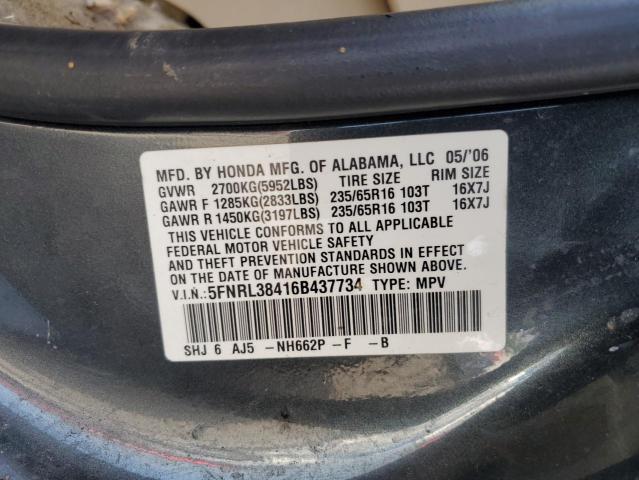 MFD. BY HONDA MFG. OF ALABAMA, LLC 05/'06
GVWR 2700KG(5952LBS) TIRE SIZE RIM SIZE
GAWR F 1285KG(2833LBS) 235/65R16 103T 16X7J
GAWR R 1450KG(3197LBS) 235/65R16 103T 16X7J
THIS VEHICLE CONFORMS TO ALL APPLICABLE
FEDERAL MOTOR VEHICLE SAFETY
AND THEFT PREVENTION STANDARDS IN EFFECT
ON THE DATE OF MANUFACTURE SHOWN ABOVE.
V.I.N.:5FNRL38416B437734 TYPE: MPV
SHJ 6 AJ5 -NH662P -F -B